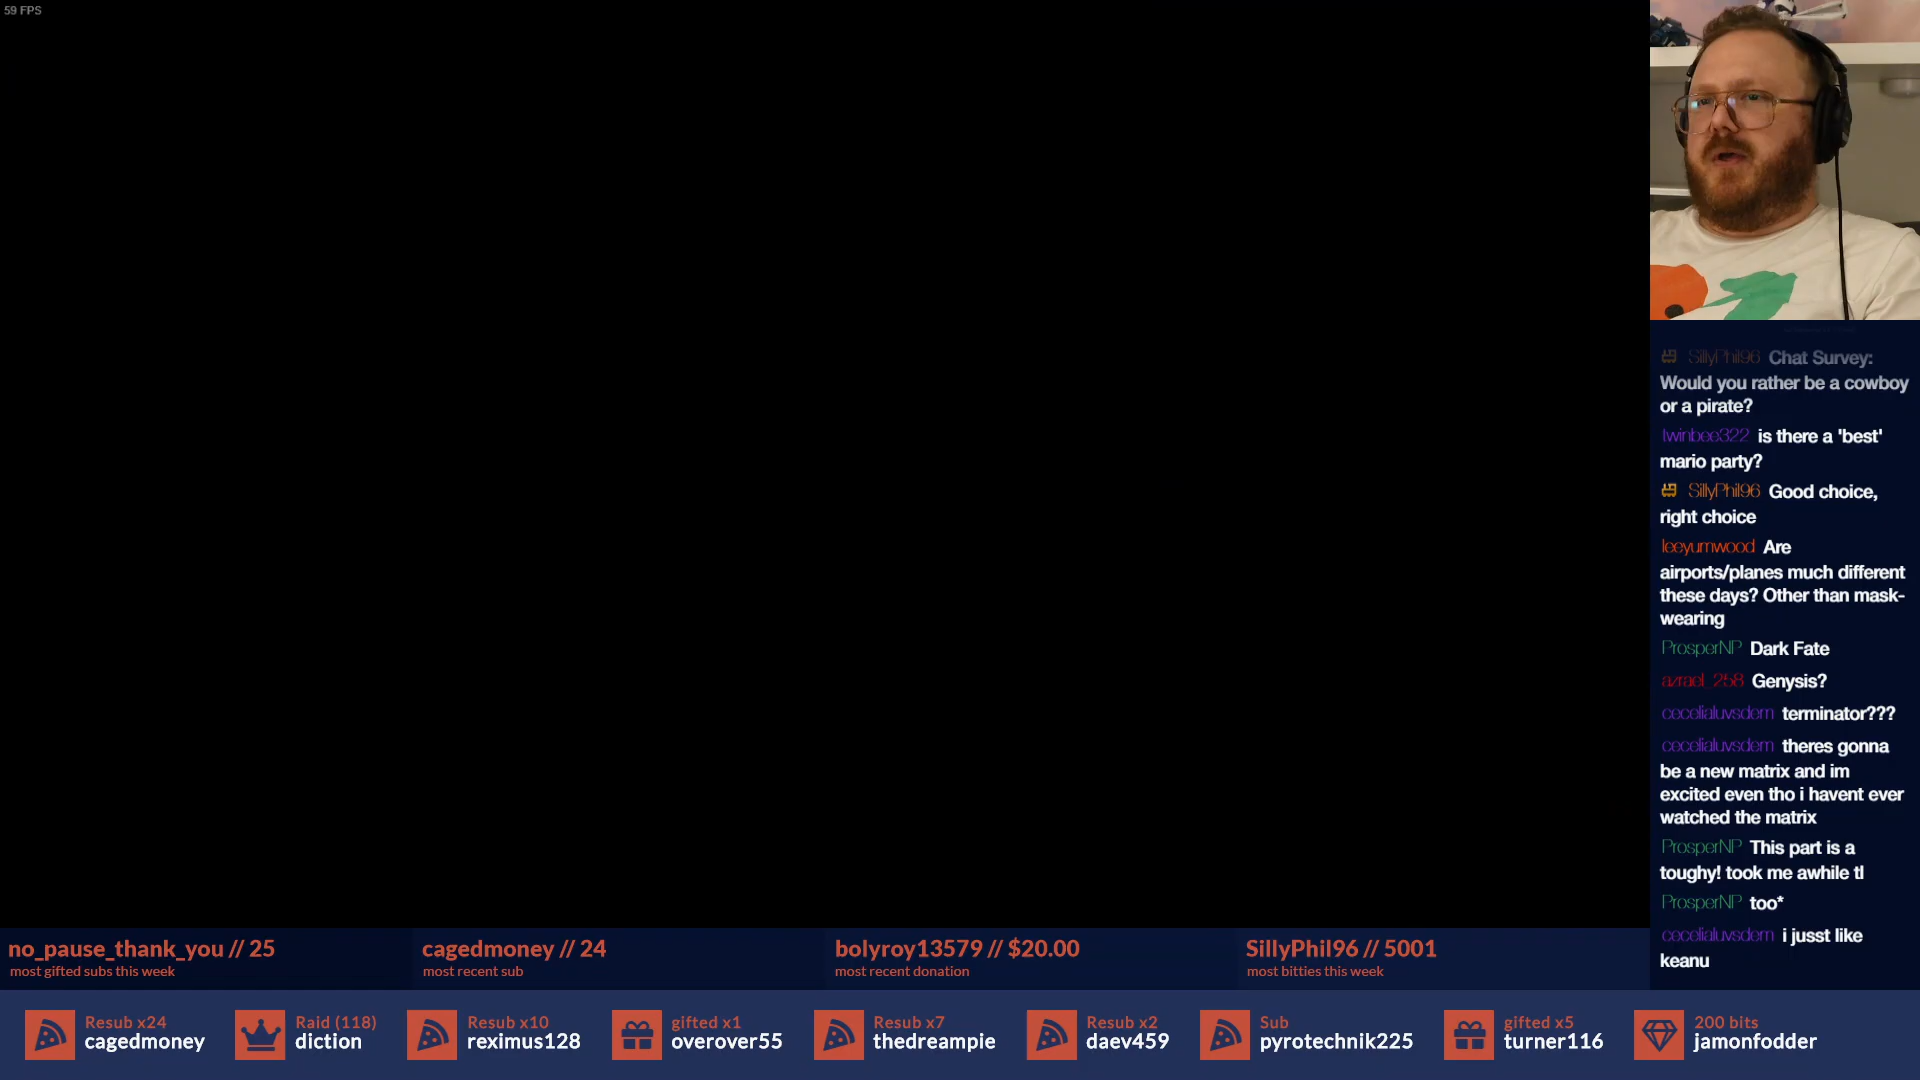 59 FPS
SillyPhil96 Chat Survey:
Would you rather be a cowboy
or a pirate?
twinbee322 is there a 'best'
mario party?
SillyPhil96 Good choice,
right choice
leeyumwood Are
airports/planes much different
these days? Other than mask-
wearing
ProsperNP Dark Fate
azrael_258 Genysis?
cecelialuvsdem terminator???
cecelialuvsdem theres gonna
be a new matrix and im
excited even tho i havent ever
watched the matrix
ProsperNP This part is a
toughy! took me awhile tl
ProsperNP too*
cecelialuvsdem i jusst like
keanu
no_pause_thank_you // 25
most gifted subs this week
cagedmoney // 24
most recent sub
bolyroy13579 // $20.00
most recent donation
SillyPhil96 // 5001
most bitties this week
Resub x24
cagedmoney
Raid (118)
diction
Resub x10
reximus128
gifted x1
overover55
Resub x7
thedreampie
Resub x2
daev459
Sub
pyrotechnik225
gifted x5
turner116
200 bits
jamonfodder